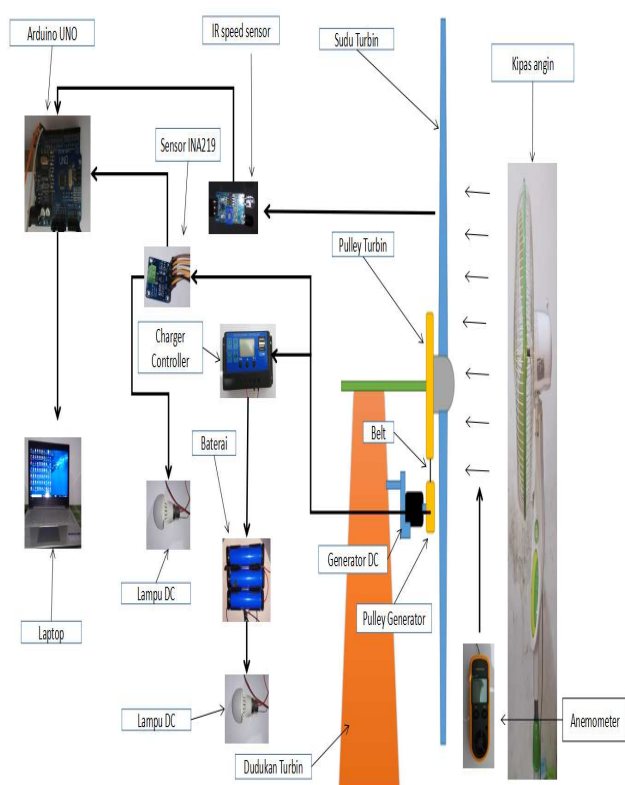 Arduino UNO
IR speed sensor
Sudu Turbin
Kipas angin
Sensor INA219
Pulley Turbin
Charger
Controller
Belt
Baterai
Generator DC
Lampu DC
Pulley Generator
Laptop
Lampu DC
Anemometer
Dudukan Turbin
UNO